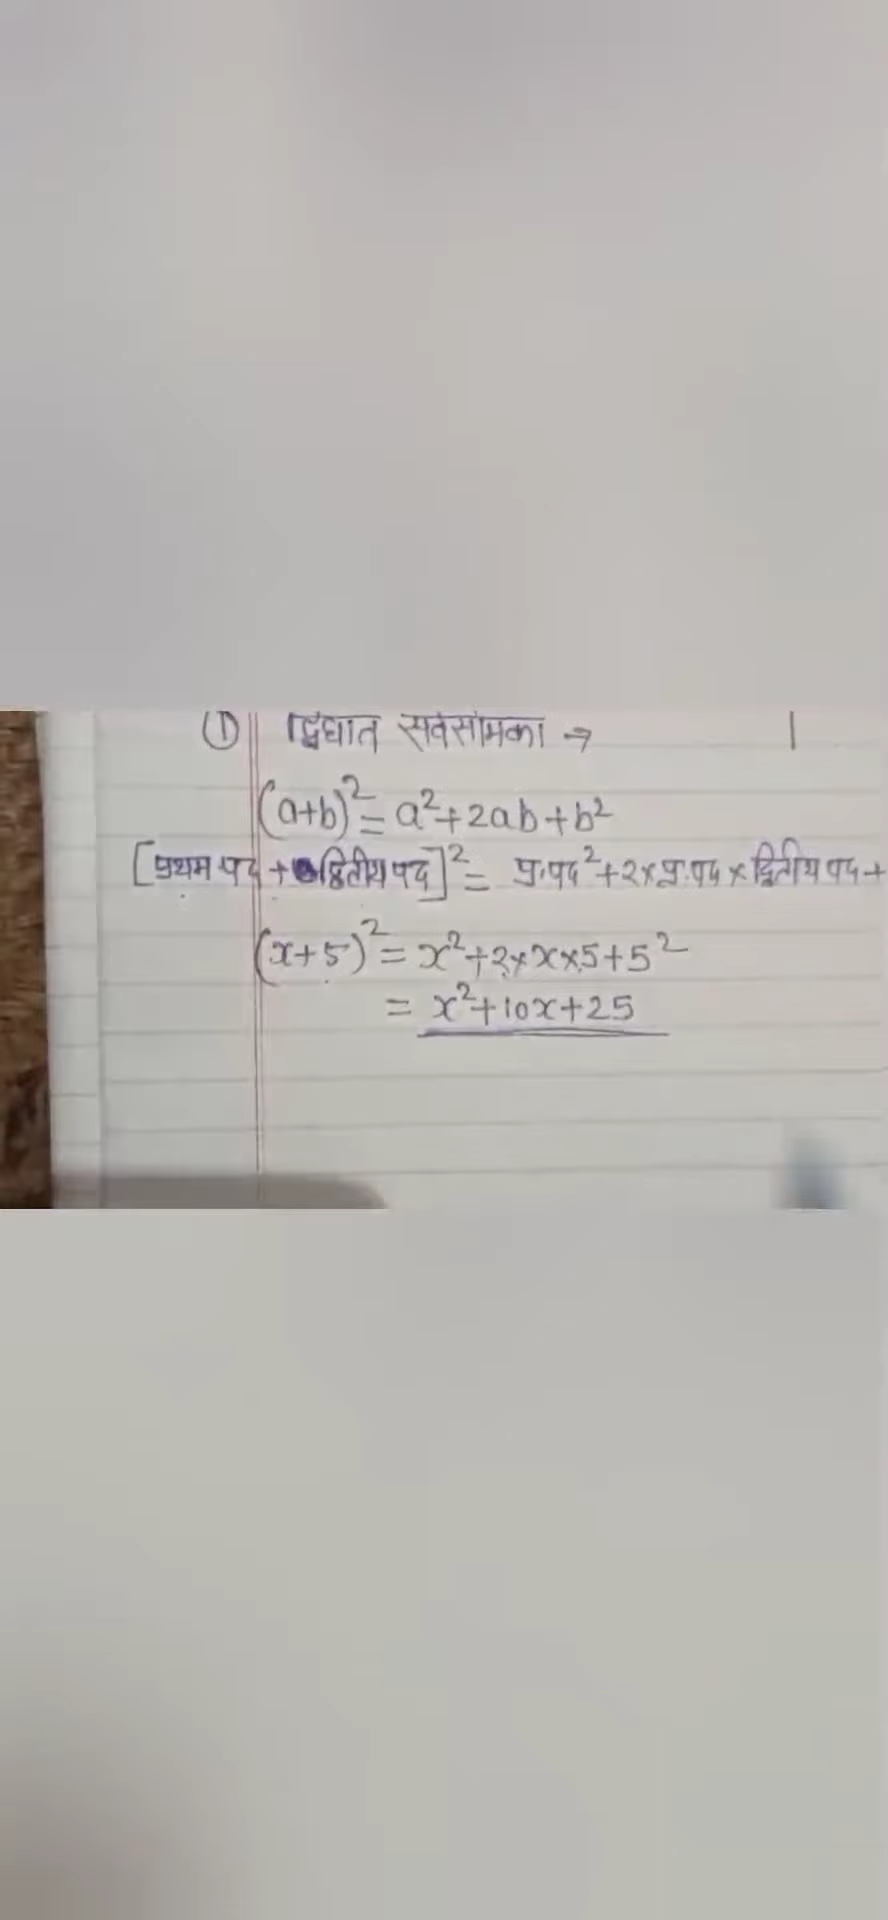 ① द्विघात सर्वसमिका →
(a+b)²= a²+2ab+b²
[प्रथम पद + द्वितीय पद]² = प्र.पद²+2×प्र.पद × द्वितीय पद +
(x+5)² = x²+2×x×5+5²
= x²+10x+25